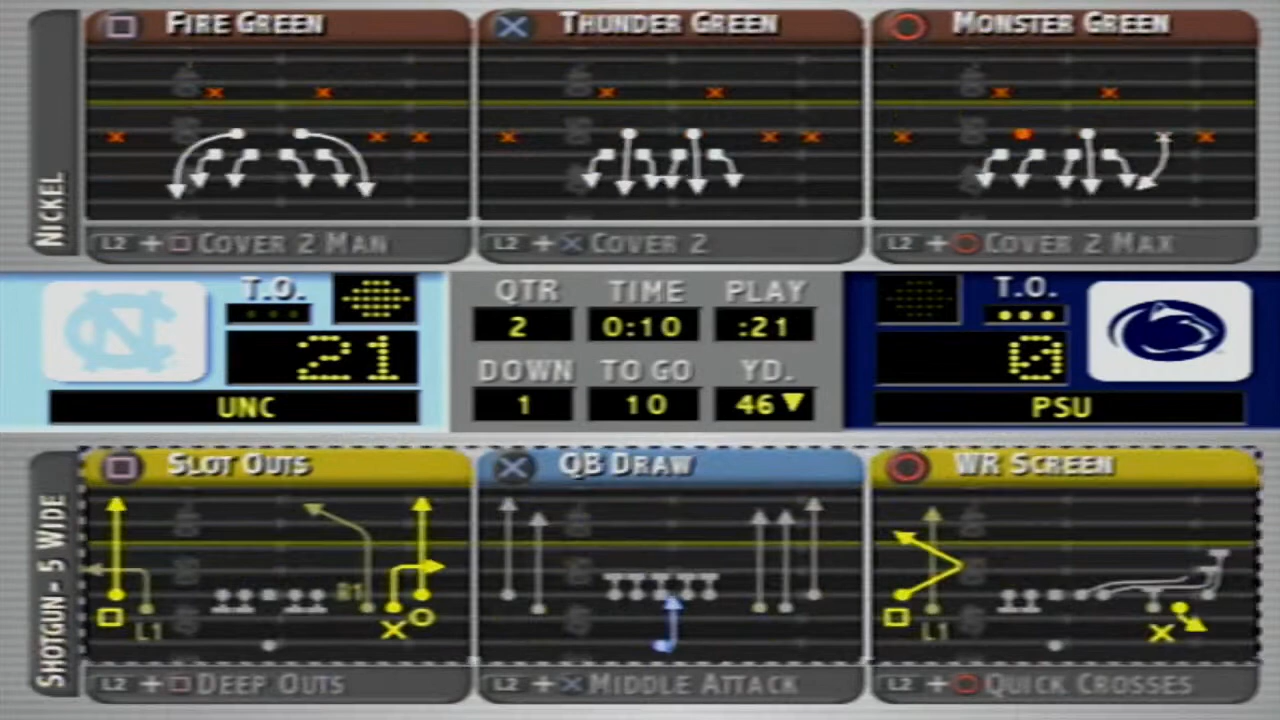 FIRE GREEN THUNDER GREEN MONSTER GREEN
NICKEL
L2 + COVER 2 MAN L2 + COVER 2 L2 + COVER 2 MAX
T.O. QTR TIME PLAY T.O.
NC 21 2 0:10 :21 0
DOWN TO GO YD.
UNC 1 10 46 PSU
SLOT OUTS QB DRAW WR SCREEN
SHOTGUN - 5 WIDE
R1
L1 L1
L2 + DEEP OUTS L2 + MIDDLE ATTACK L2 + QUICK CROSSES